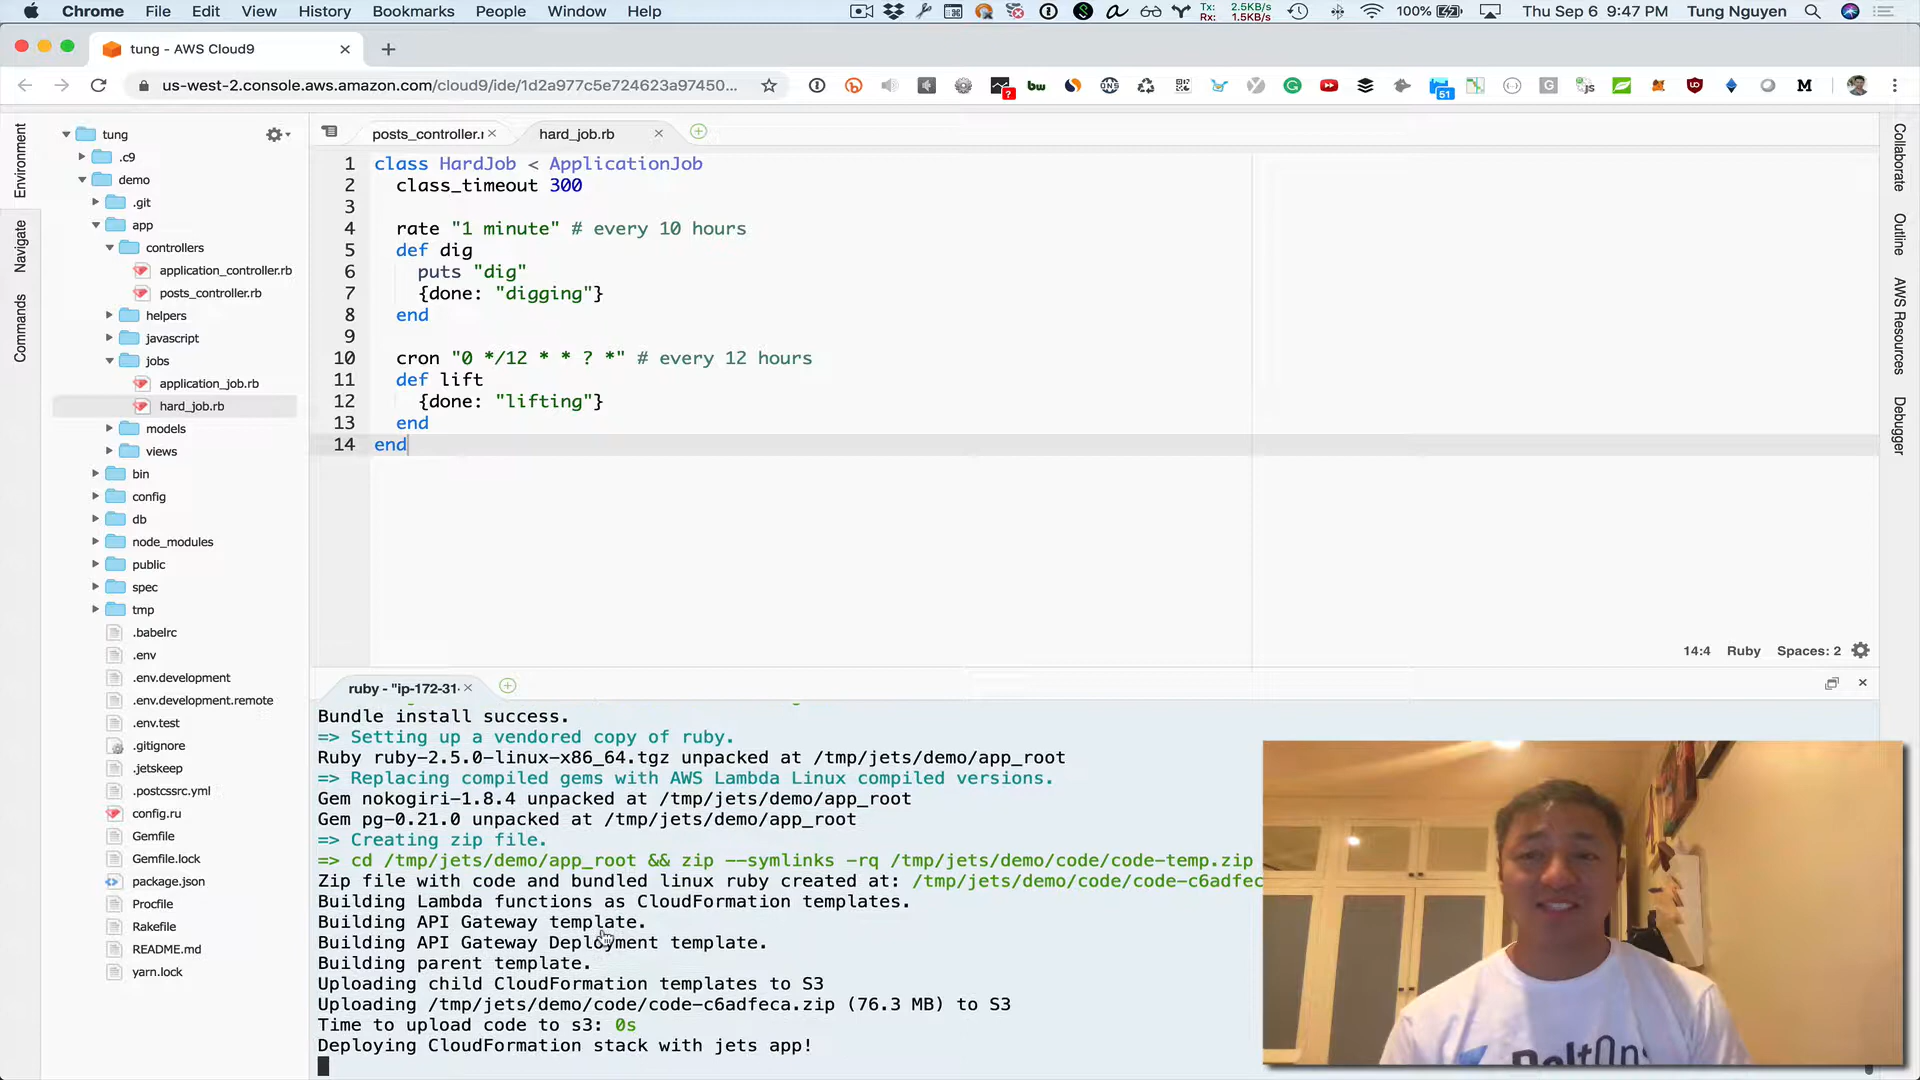 Chrome File Edit View History Bookmarks People Window Help
Tx: 2.5KB/s
Rx: 1.5KB/s
100% Thu Sep 6 9:47 PM Tung Nguyen
tung - AWS Cloud9
us-west-2.console.aws.amazon.com/cloud9/ide/1d2a977c5e724623a97450...
Environment
Navigate
Commands
tung
.c9
demo
.git
app
controllers
application_controller.rb
posts_controller.rb
helpers
javascript
jobs
application_job.rb
hard_job.rb
models
views
bin
config
db
node_modules
public
spec
tmp
.babelrc
.env
.env.development
.env.development.remote
.env.test
.gitignore
.jetskeep
.postcssrc.yml
config.ru
Gemfile
Gemfile.lock
package.json
Procfile
Rakefile
README.md
yarn.lock
posts_controller.r hard_job.rb
1 class HardJob < ApplicationJob
2 class_timeout 300
3
4 rate "1 minute" # every 10 hours
5 def dig
6 puts "dig"
7 {done: "digging"}
8 end
9
10 cron "0 */12 * * ? *" # every 12 hours
11 def lift
12 {done: "lifting"}
13 end
14 end
14:4 Ruby Spaces: 2
Collaborate
Outline
AWS Resources
Debugger
ruby - "ip-172-31-
Bundle install success.
=> Setting up a vendored copy of ruby.
Ruby ruby-2.5.0-linux-x86_64.tgz unpacked at /tmp/jets/demo/app_root
=> Replacing compiled gems with AWS Lambda Linux compiled versions.
Gem nokogiri-1.8.4 unpacked at /tmp/jets/demo/app_root
Gem pg-0.21.0 unpacked at /tmp/jets/demo/app_root
=> Creating zip file.
=> cd /tmp/jets/demo/app_root && zip --symlinks -rq /tmp/jets/demo/code/code-temp.zip
Zip file with code and bundled linux ruby created at: /tmp/jets/demo/code/code-c6adfec
Building Lambda functions as CloudFormation templates.
Building API Gateway template.
Building API Gateway Deployment template.
Building parent template.
Uploading child CloudFormation templates to S3
Uploading /tmp/jets/demo/code/code-c6adfeca.zip (76.3 MB) to S3
Time to upload code to s3: 0s
Deploying CloudFormation stack with jets app!